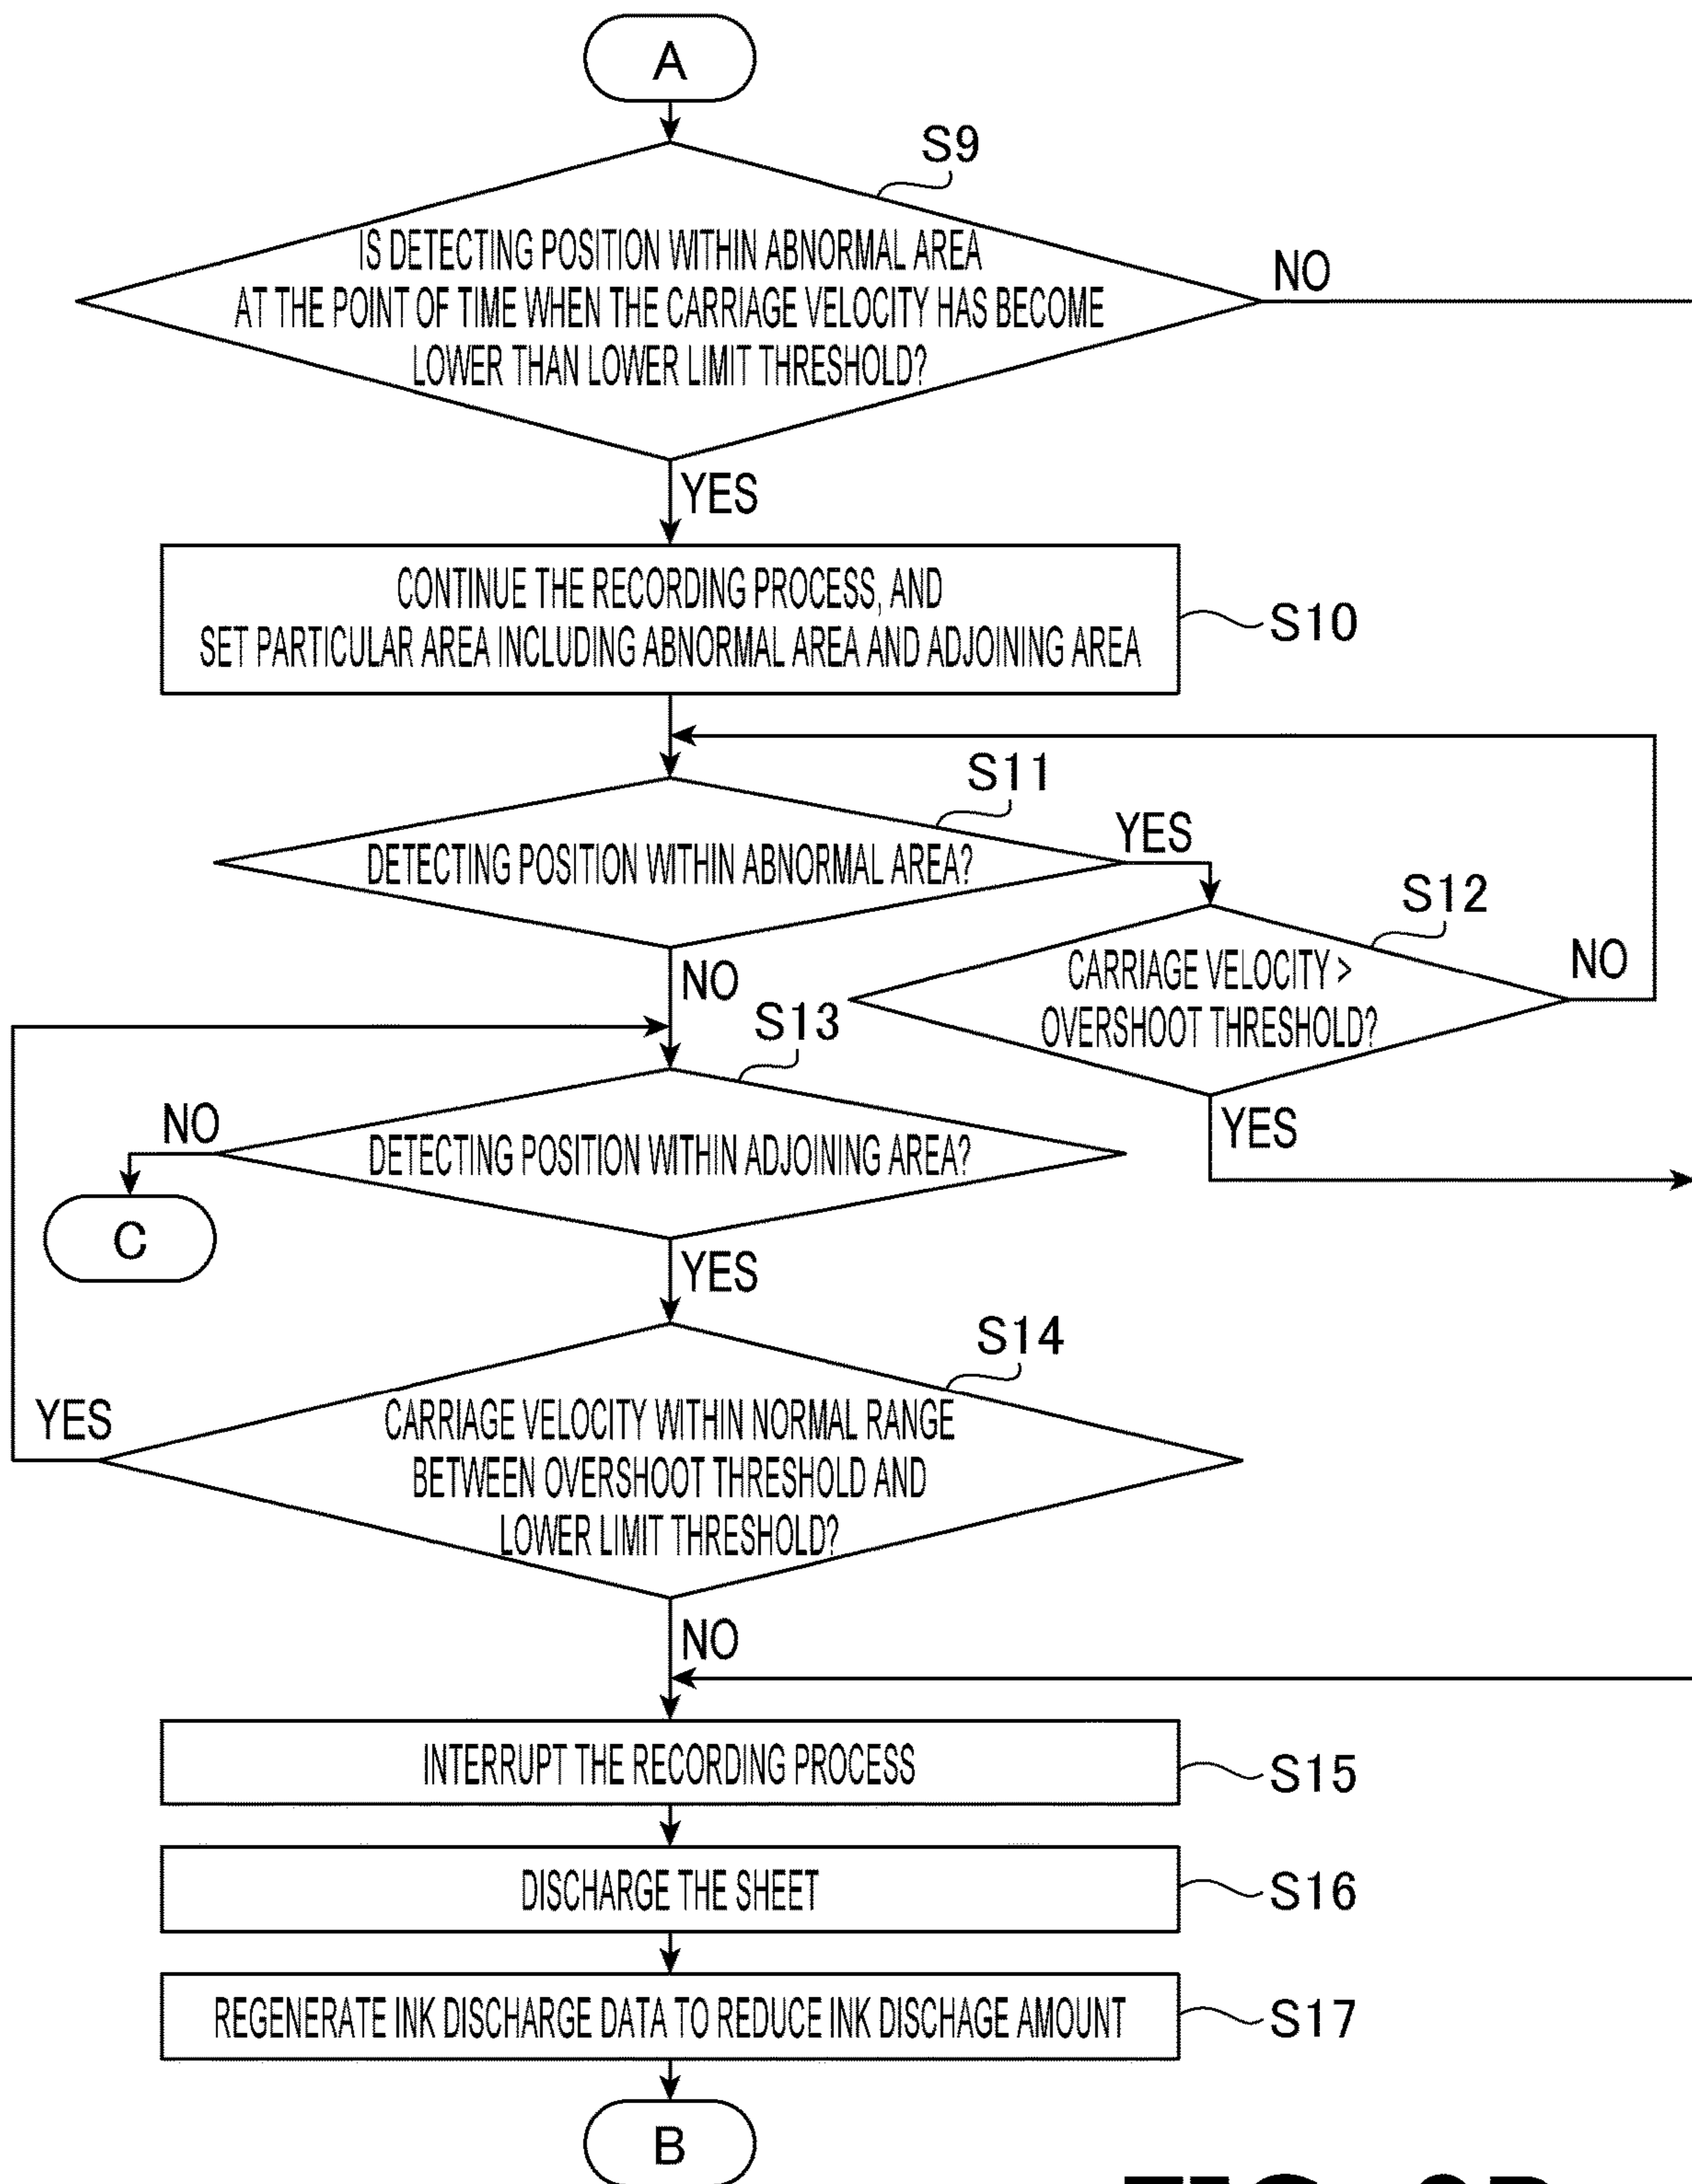 A
S9
IS DETECTING POSITION WITHIN ABNORMAL AREA
AT THE POINT OF TIME WHEN THE CARRIAGE VELOCITY HAS BECOME
LOWER THAN LOWER LIMIT THRESHOLD?
NO
YES
CONTINUE THE RECORDING PROCESS, AND
SET PARTICULAR AREA INCLUDING ABNORMAL AREA AND ADJOINING AREA
S10
S11
DETECTING POSITION WITHIN ABNORMAL AREA?
YES
S12
CARRIAGE VELOCITY >
OVERSHOOT THRESHOLD?
NO
NO
YES
S13
DETECTING POSITION WITHIN ADJOINING AREA?
NO
C
YES
S14
CARRIAGE VELOCITY WITHIN NORMAL RANGE
BETWEEN OVERSHOOT THRESHOLD AND
LOWER LIMIT THRESHOLD?
YES
NO
INTERRUPT THE RECORDING PROCESS
S15
DISCHARGE THE SHEET
S16
REGENERATE INK DISCHARGE DATA TO REDUCE INK DISCHAGE AMOUNT
S17
B